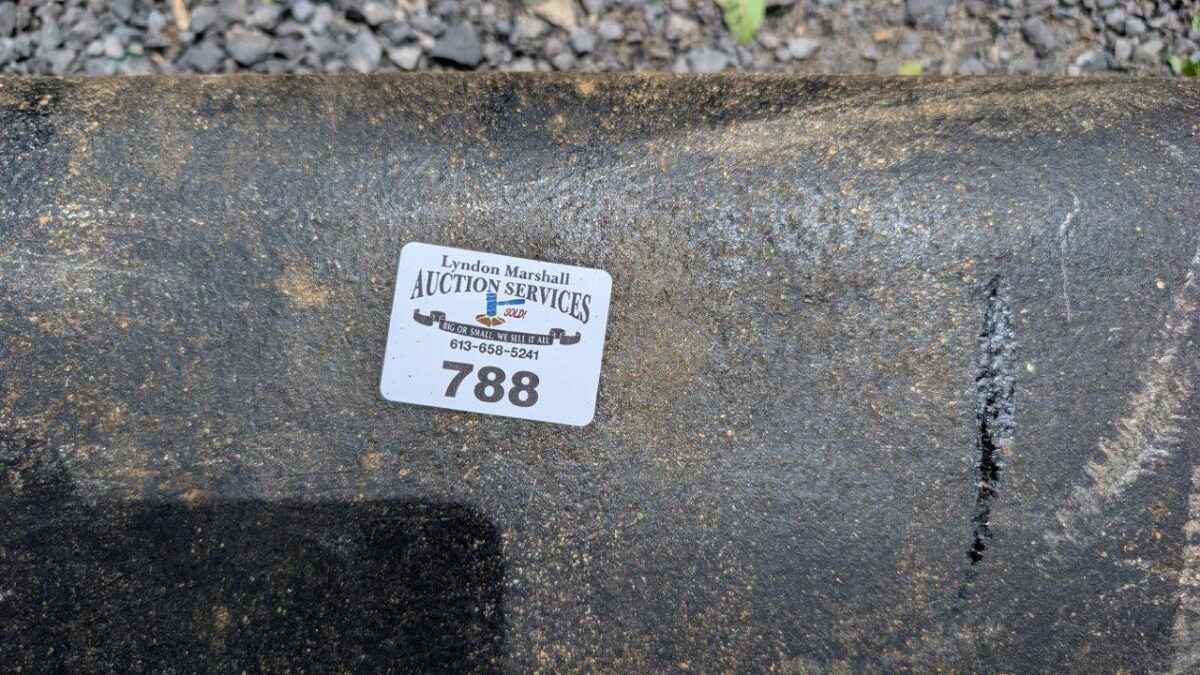 Lyndon Marshall
AUCTION SERVICES
SOLD!
BIG OR SMALL, WE SELL IT ALL
613-658-5241
788